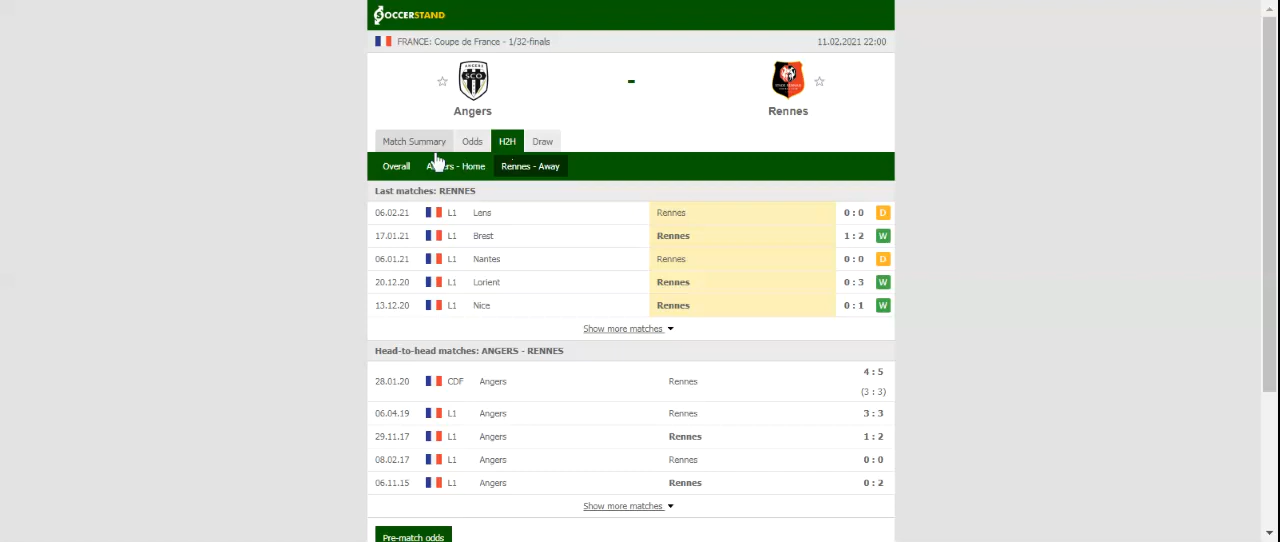 SOCCERSTAND
FRANCE: Coupe de France - 1/32-finals 11.02.2021 22:00
ANGERS SCO
-
Angers Rennes
Match Summary Odds H2H Draw
Overall Angers - Home Rennes - Away
Last matches: RENNES
06.02.21 L1 Lens Rennes 0 : 0 D
17.01.21 L1 Brest Rennes 1 : 2 W
06.01.21 L1 Nantes Rennes 0 : 0 D
20.12.20 L1 Lorient Rennes 0 : 3 W
13.12.20 L1 Nice Rennes 0 : 1 W
Show more matches
Head-to-head matches: ANGERS - RENNES
28.01.20 CDF Angers Rennes 4 : 5
(3 : 3)
06.04.19 L1 Angers Rennes 3 : 3
29.11.17 L1 Angers Rennes 1 : 2
08.02.17 L1 Angers Rennes 0 : 0
06.11.15 L1 Angers Rennes 0 : 2
Show more matches
Pre-match odds